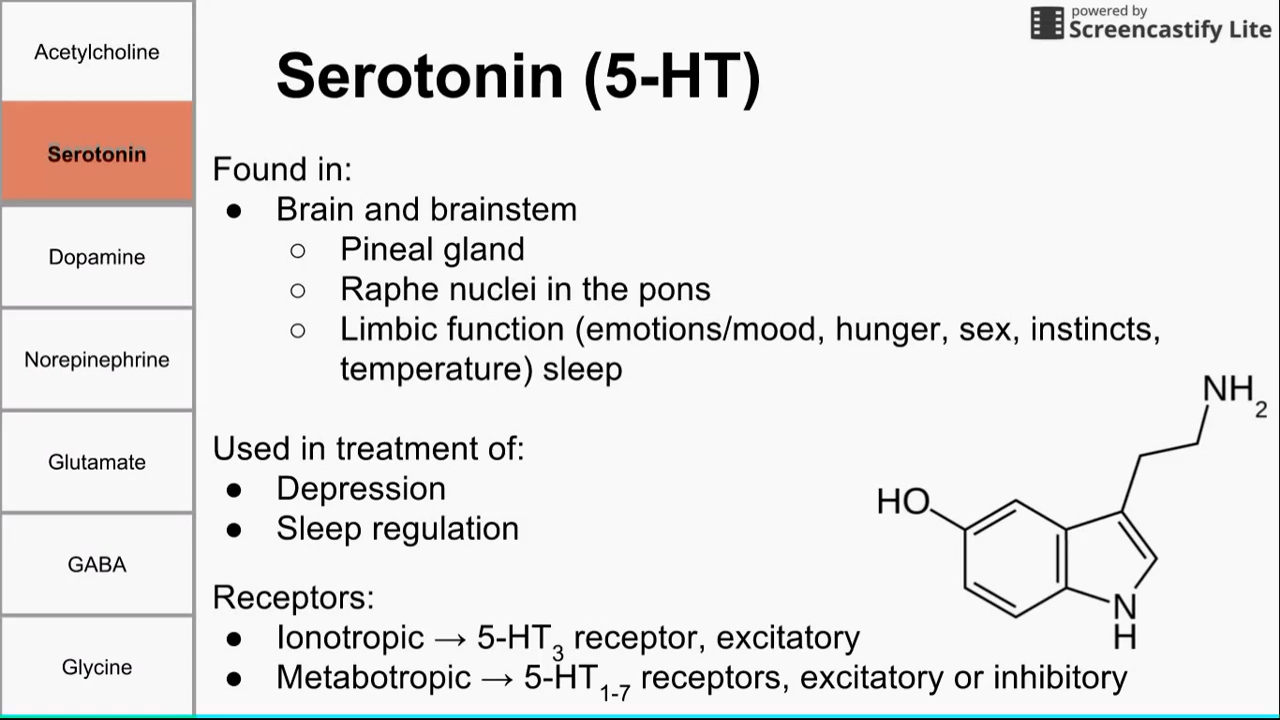 powered by
Screencastify Lite
Acetylcholine
Serotonin
Dopamine
Norepinephrine
Glutamate
GABA
Glycine
Serotonin (5-HT)
Found in:
● Brain and brainstem
○ Pineal gland
○ Raphe nuclei in the pons
○ Limbic function (emotions/mood, hunger, sex, instincts,
temperature) sleep
Used in treatment of:
● Depression
● Sleep regulation
Receptors:
● Ionotropic → 5-HT₃ receptor, excitatory
● Metabotropic → 5-HT₁₋₇ receptors, excitatory or inhibitory
NH₂
HO
N
H